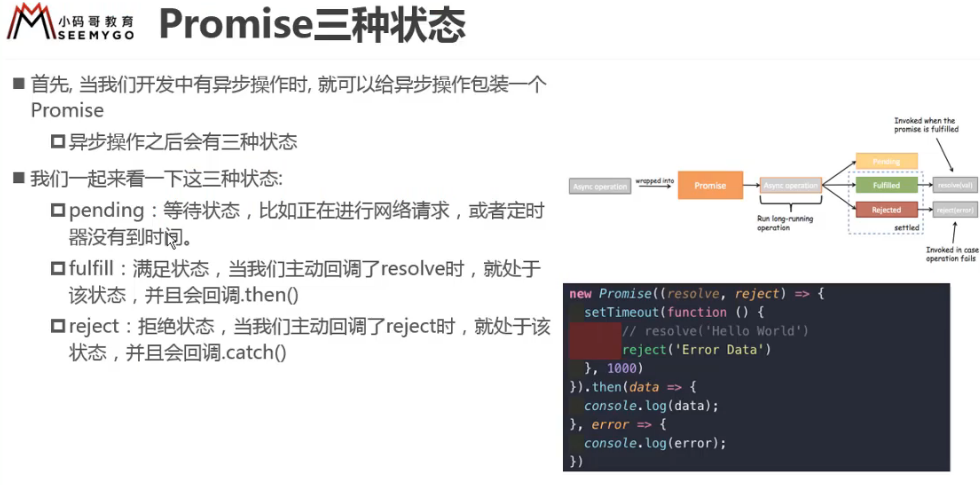 小码哥教育
SEEMYGO
Promise三种状态
■ 首先, 当我们开发中有异步操作时, 就可以给异步操作包装一个
Promise
异步操作之后会有三种状态
■ 我们一起来看一下这三种状态:
pending：等待状态，比如正在进行网络请求，或者定时
器没有到时间。
fulfill：满足状态，当我们主动回调了resolve时，就处于
该状态，并且会回调.then()
reject：拒绝状态，当我们主动回调了reject时，就处于该
状态，并且会回调.catch()
Invoked when the
promise is fulfilled
Async operation
wrapped into
Promise
Async operation
Pending
Fulfilled
Rejected
resolve(val)
reject(error)
settled
Run long-running
operation
Invoked in case
operation fails
new Promise((resolve, reject) => {
setTimeout(function () {
// resolve('Hello World')
reject('Error Data')
}, 1000)
}).then(data => {
console.log(data);
}, error => {
console.log(error);
})